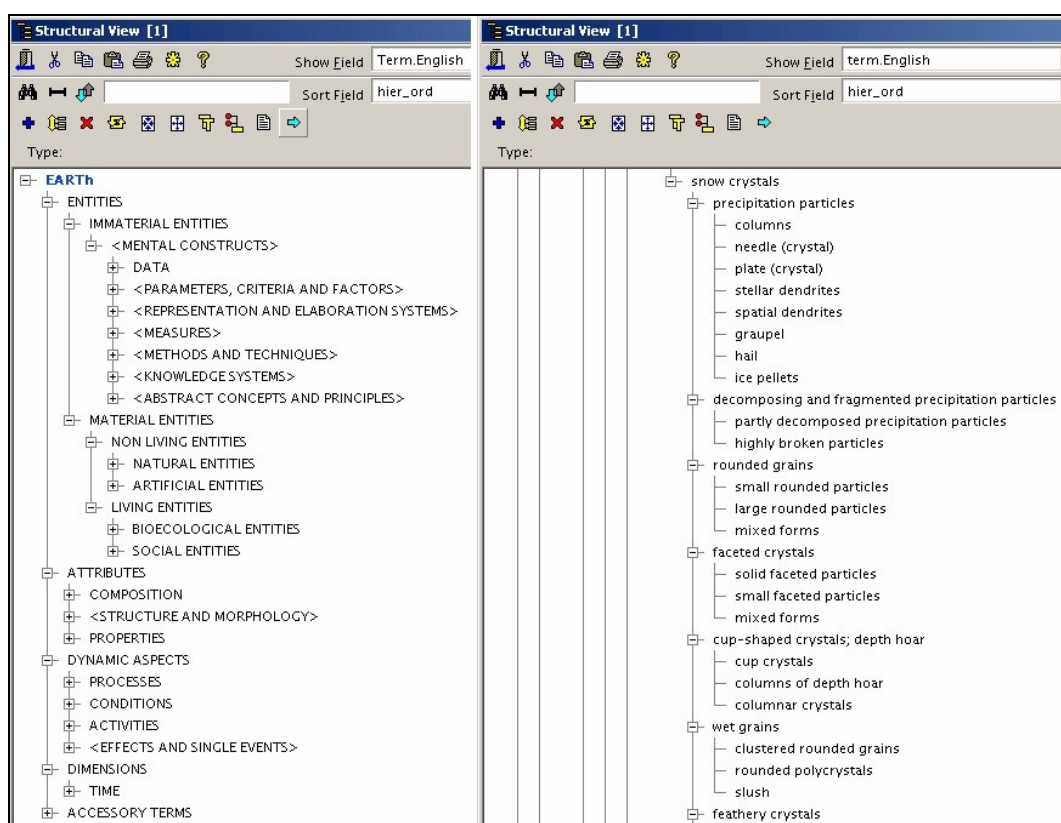 Structural View [1]
Show Field Term.English
Sort Field hier_ord
Type:
EARTh
ENTITIES
IMMATERIAL ENTITIES
<MENTAL CONSTRUCTS>
DATA
<PARAMETERS, CRITERIA AND FACTORS>
<REPRESENTATION AND ELABORATION SYSTEMS>
<MEASURES>
<METHODS AND TECHNIQUES>
<KNOWLEDGE SYSTEMS>
<ABSTRACT CONCEPTS AND PRINCIPLES>
MATERIAL ENTITIES
NON LIVING ENTITIES
NATURAL ENTITIES
ARTIFICIAL ENTITIES
LIVING ENTITIES
BIOECOLOGICAL ENTITIES
SOCIAL ENTITIES
ATTRIBUTES
COMPOSITION
<STRUCTURE AND MORPHOLOGY>
PROPERTIES
DYNAMIC ASPECTS
PROCESSES
CONDITIONS
ACTIVITIES
<EFFECTS AND SINGLE EVENTS>
DIMENSIONS
TIME
ACCESSORY TERMS
Structural View [1]
Show Field term.English
Sort Field hier_ord
Type:
snow crystals
precipitation particles
columns
needle (crystal)
plate (crystal)
stellar dendrites
spatial dendrites
graupel
hail
ice pellets
decomposing and fragmented precipitation particles
partly decomposed precipitation particles
highly broken particles
rounded grains
small rounded particles
large rounded particles
mixed forms
faceted crystals
solid faceted particles
small faceted particles
mixed forms
cup-shaped crystals; depth hoar
cup crystals
columns of depth hoar
columnar crystals
wet grains
clustered rounded grains
rounded polycrystals
slush
feathery crystals